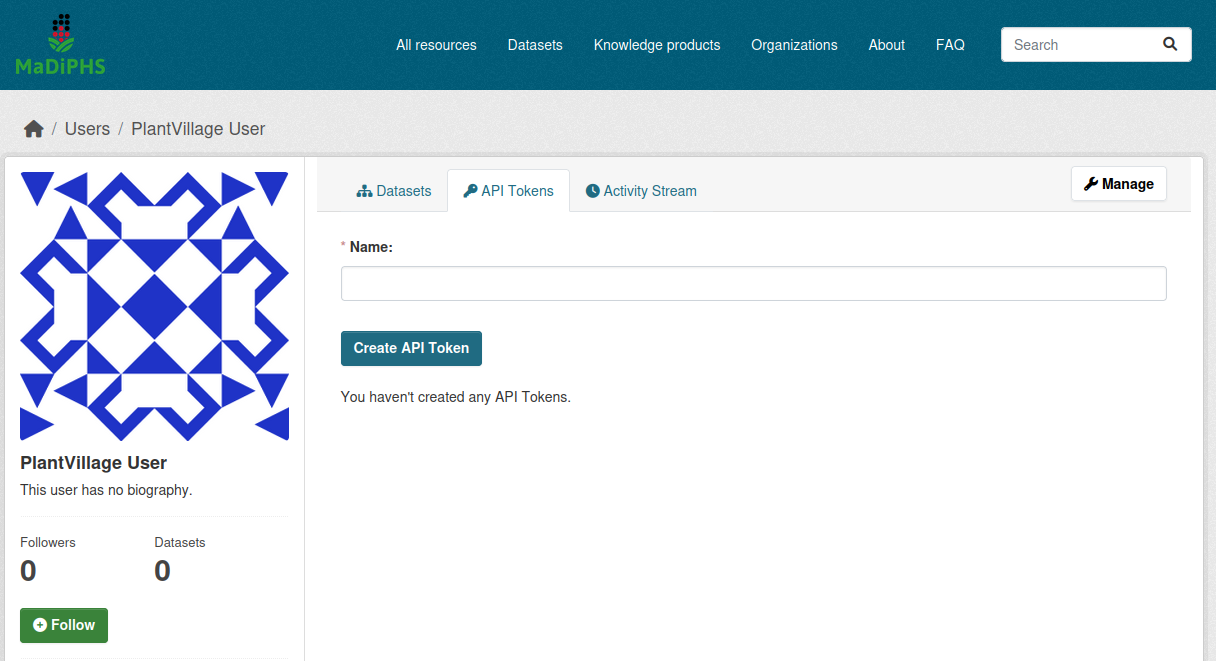 MaDiPHS
All resources Datasets Knowledge products Organizations About FAQ Search
/ Users / PlantVillage User
Datasets API Tokens Activity Stream Manage
* Name:
Create API Token
You haven't created any API Tokens.
PlantVillage User
This user has no biography.
Followers Datasets
0 0
Follow